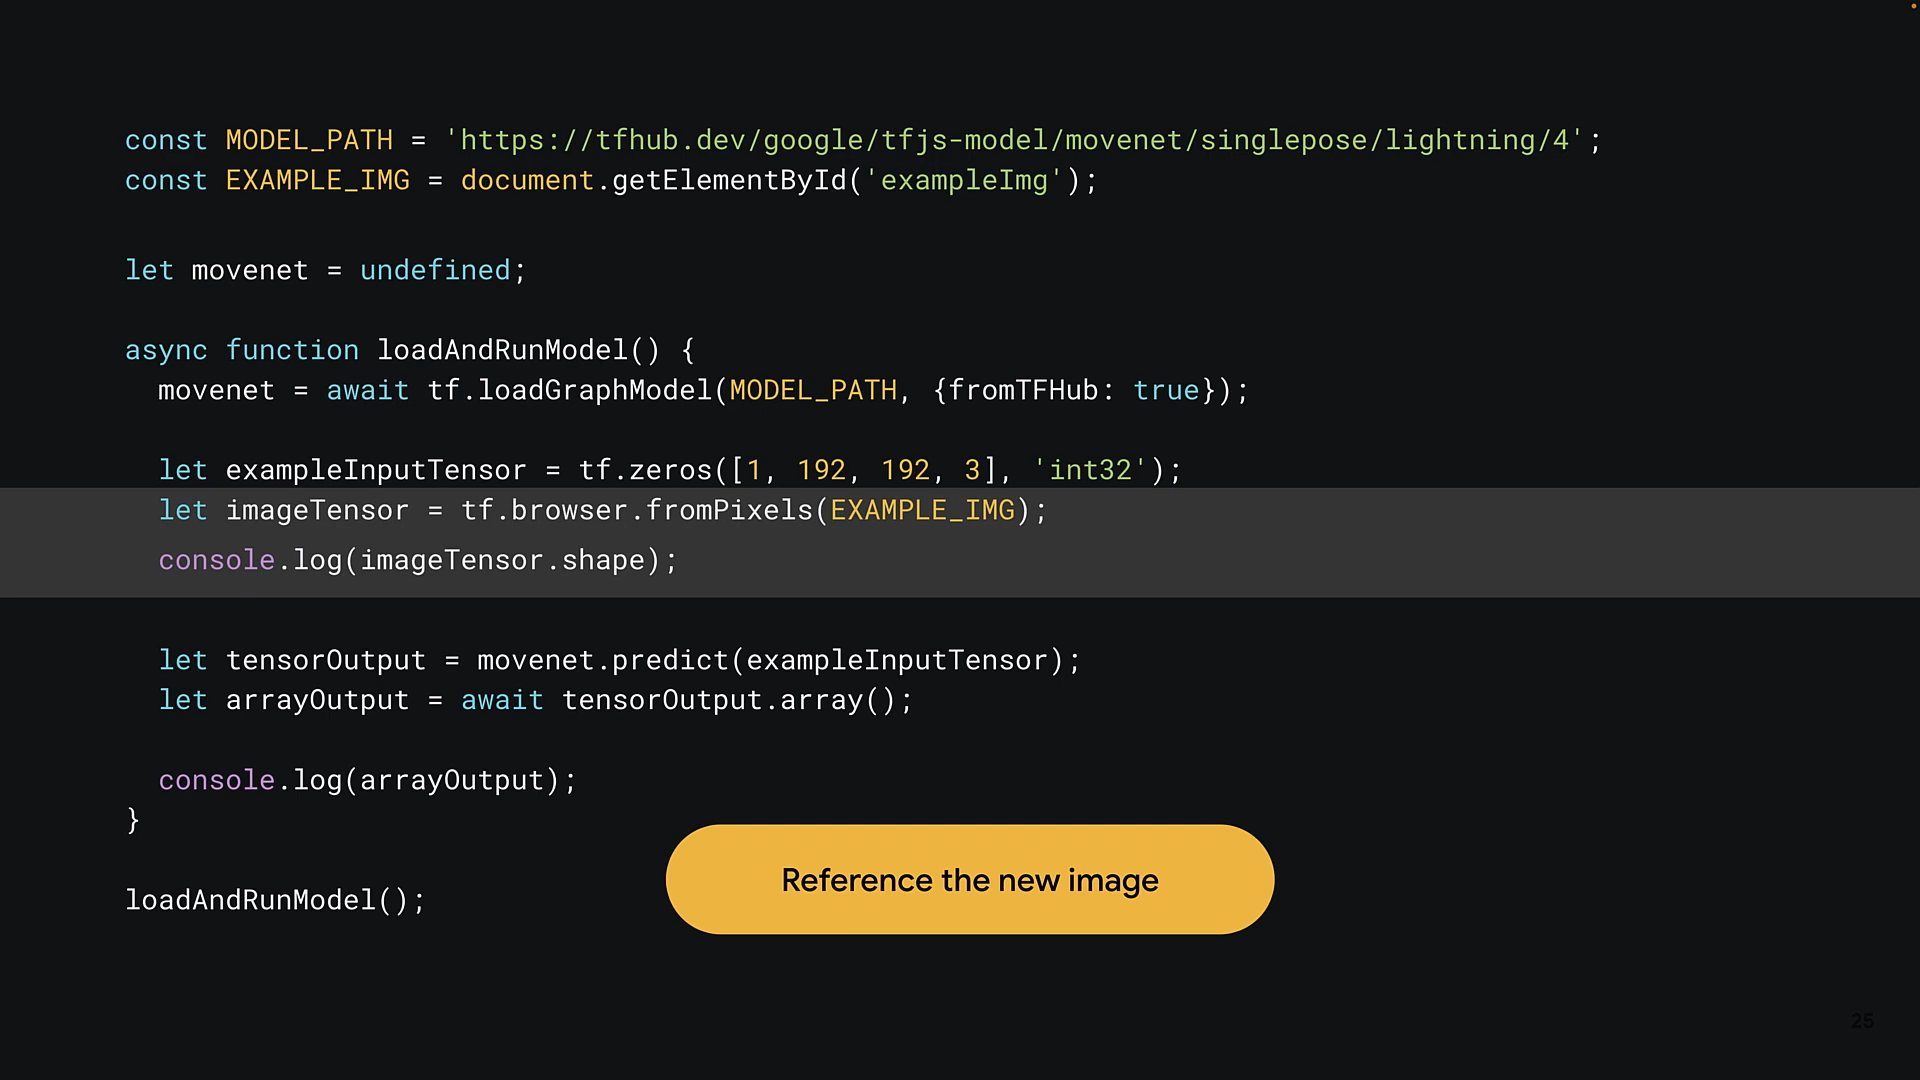 const MODEL_PATH = 'https://tfhub.dev/google/tfjs-model/movenet/singlepose/lightning/4';
const EXAMPLE_IMG = document.getElementById('exampleImg');
let movenet = undefined;
async function loadAndRunModel() {
  movenet = await tf.loadGraphModel(MODEL_PATH, {fromTFHub: true});
  let exampleInputTensor = tf.zeros([1, 192, 192, 3], 'int32');
  let imageTensor = tf.browser.fromPixels(EXAMPLE_IMG);
  console.log(imageTensor.shape);
  let tensorOutput = movenet.predict(exampleInputTensor);
  let arrayOutput = await tensorOutput.array();
  console.log(arrayOutput);
}
loadAndRunModel();
Reference the new image
25